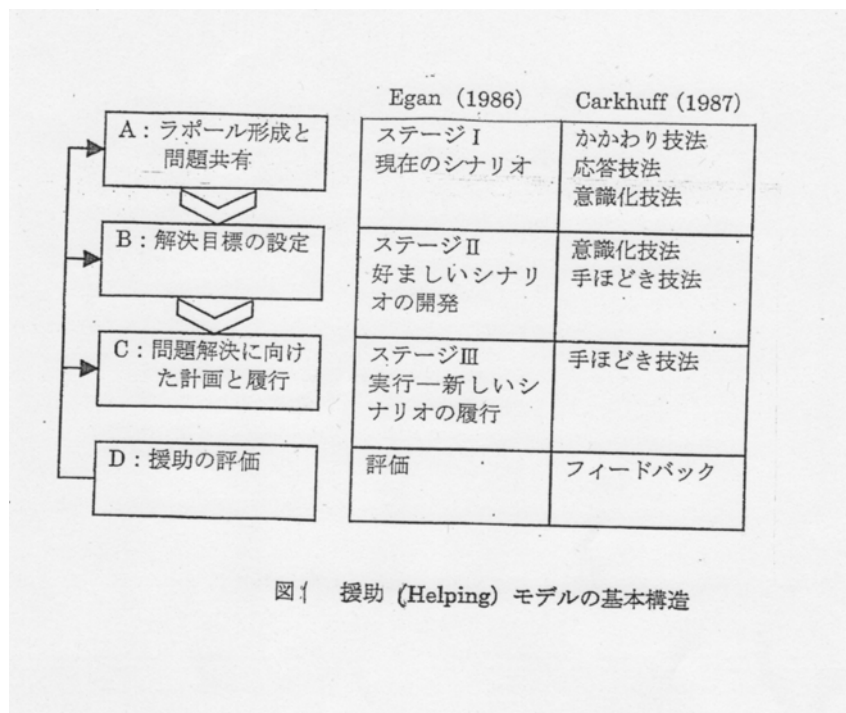 Egan (1986)
Carkhuff (1987)
A：ラポール形成と
問題共有
ステージⅠ
現在のシナリオ
かかわり技法
応答技法
意識化技法
B：解決目標の設定
ステージⅡ
好ましいシナリ
オの開発
意識化技法
手ほどき技法
C：問題解決に向け
た計画と履行
ステージⅢ
実行―新しいシ
ナリオの履行
手ほどき技法
D：援助の評価
評価
フィードバック
図1 援助 (Helping) モデルの基本構造